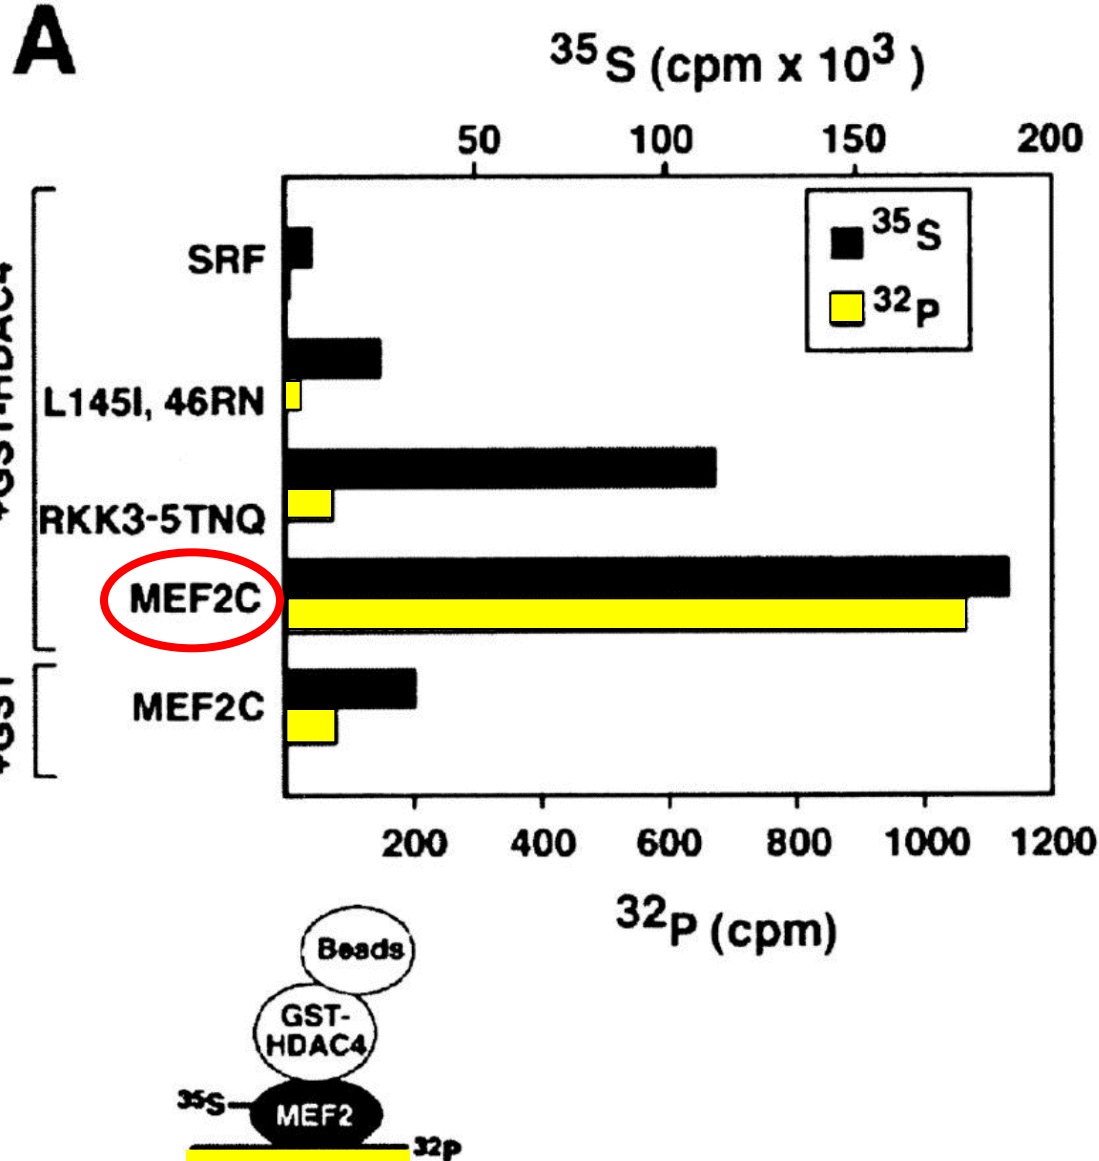 A
³⁵S (cpm x 10³ )
50 100 150 200
³⁵S
³²P
SRF
L145I, 46RN
RKK3-5TNQ
MEF2C
MEF2C
200 400 600 800 1000 1200
³²P (cpm)
Beads
GST-
HDAC4
³⁵S
MEF2
³²P